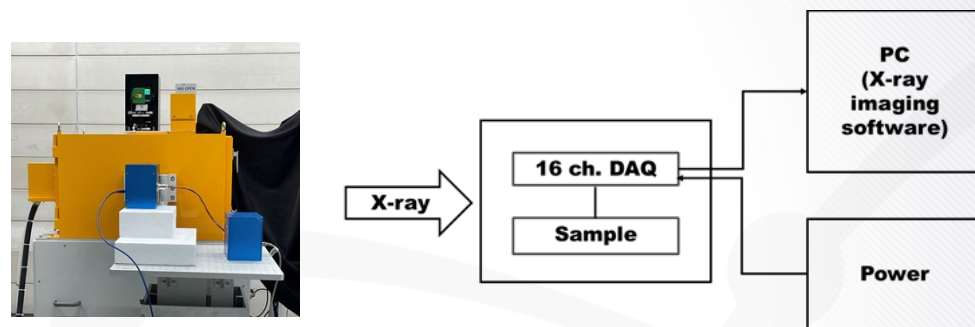 X-ray
16 ch. DAQ
Sample
PC
(X-ray
imaging
software)
Power